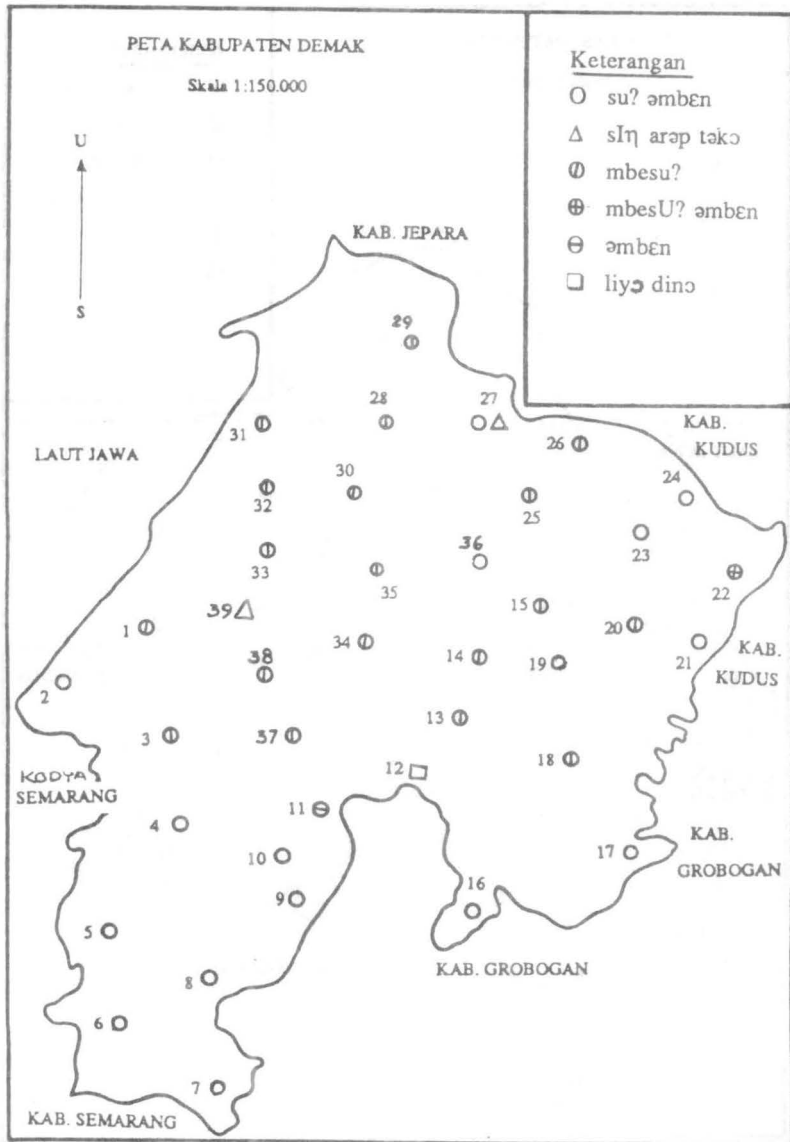 PETA KABUPATEN DEMAK
Skala 1:150.000
U
S
Keterangan
su? əmbɛn
sIη arəp təkɔ
mbesu?
mbesU? əmbɛn
əmbɛn
liyɔ dinɔ
KAB. JEPARA
29
28
27
KAB.
KUDUS
31
26
LAUT JAWA
24
30
32
25
23
36
33
35
22
39
15
1
20
34
14
19
21
KAB.
KUDUS
38
2
13
3
37
18
12
KODYA
SEMARANG
11
4
KAB.
GROBOGAN
10
17
16
9
5
KAB. GROBOGAN
8
6
7
KAB. SEMARANG